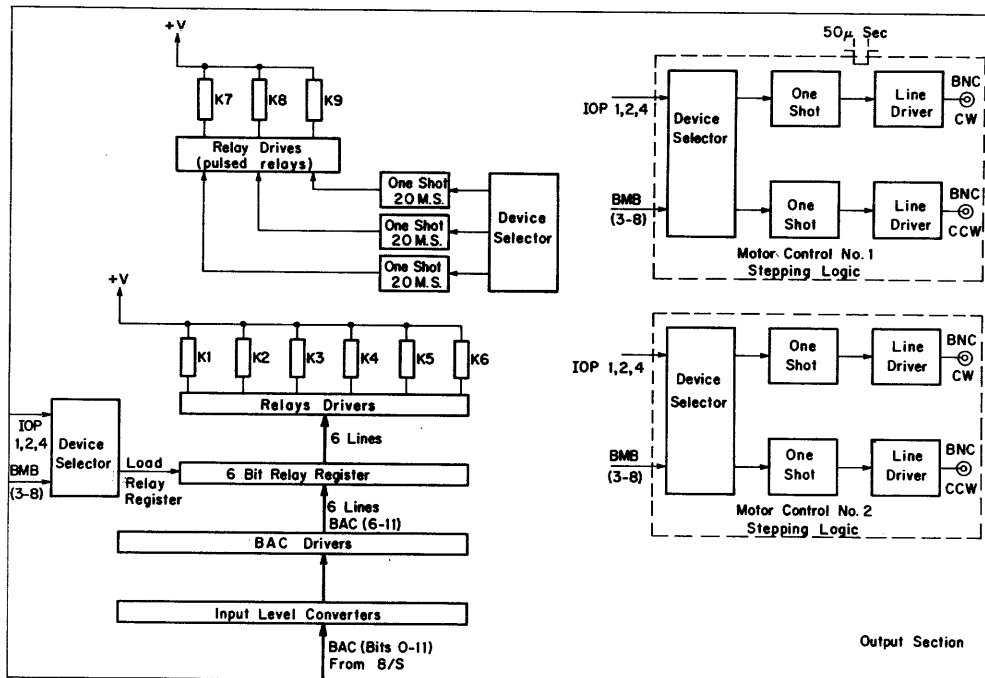 +V
K7
K8
K9
Relay Drives
(pulsed relays)
One Shot
20 M.S.
One Shot
20 M.S.
One Shot
20 M.S.
Device
Selector
+V
K1
K2
K3
K4
K5
K6
Relays Drivers
6 Lines
IOP
1,2,4
BMB
(3-8)
Device
Selector
Load
Relay
Register
6 Bit Relay Register
6 Lines
BAC (6-11)
BAC Drivers
Input Level Converters
BAC (Bits 0-11)
From 8/S
50μ Sec
IOP 1,2,4
BMB
(3-8)
Device
Selector
One
Shot
Line
Driver
BNC
CW
One
Shot
Line
Driver
BNC
CCW
Motor Control No. 1
Stepping Logic
IOP 1,2,4
BMB
(3-8)
Device
Selector
One
Shot
Line
Driver
BNC
CW
One
Shot
Line
Driver
BNC
CCW
Motor Control No. 2
Stepping Logic
Output Section